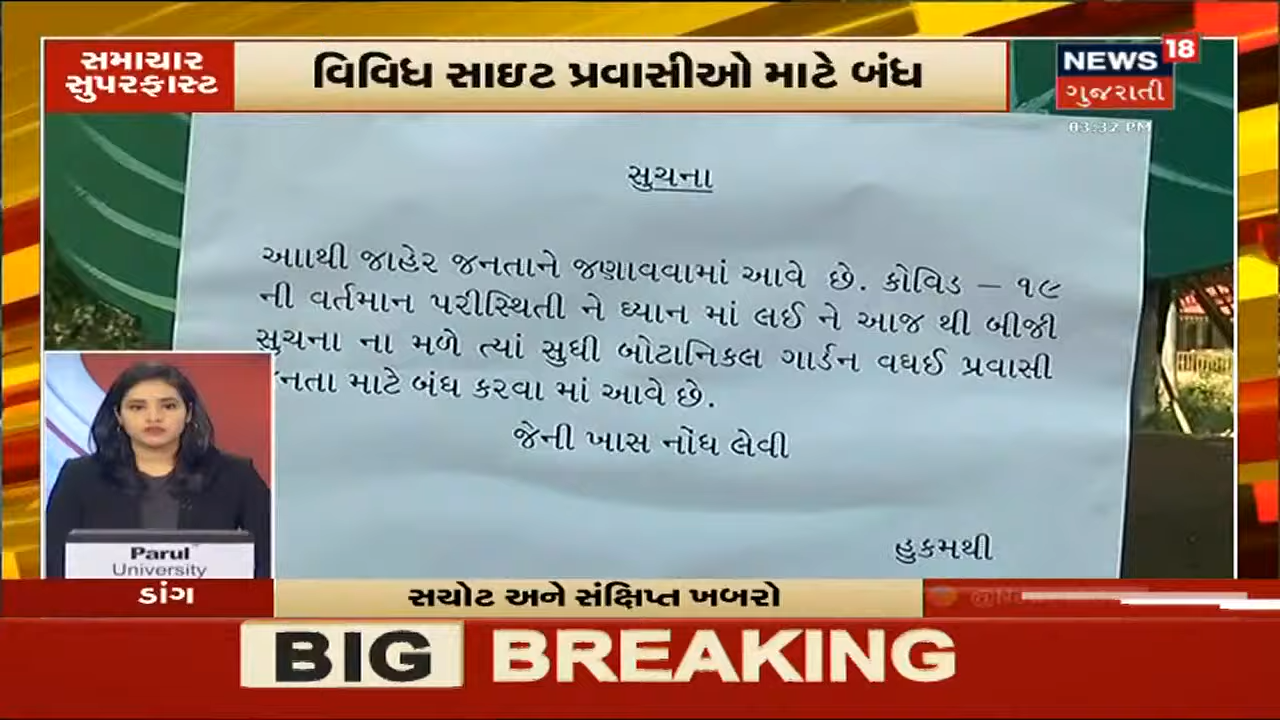 સમાચાર
સુપરફાસ્ટ
વિવિધ સાઇટ પ્રવાસીઓ માટે બંધ
NEWS 18
ગુજરાતી
03:32 PM
સુચના
આાથી જાહેર જનતાને જણાવવામાં આવે છે. કોવિડ – ૧૯
ની વર્તમાન પરીસ્થિતી ને ધ્યાન માં લઈ ને આજ થી બીજી
સુચના ના મળે ત્યાં સુધી બોટાનિકલ ગાર્ડન વઘઈ પ્રવાસી
જનતા માટે બંધ કરવા માં આવે છે.
જેની ખાસ નોંધ લેવી
હુકમથી
Parul
University
ડાંગ
સચોટ અને સંક્ષિપ્ત ખબરો
BIG BREAKING